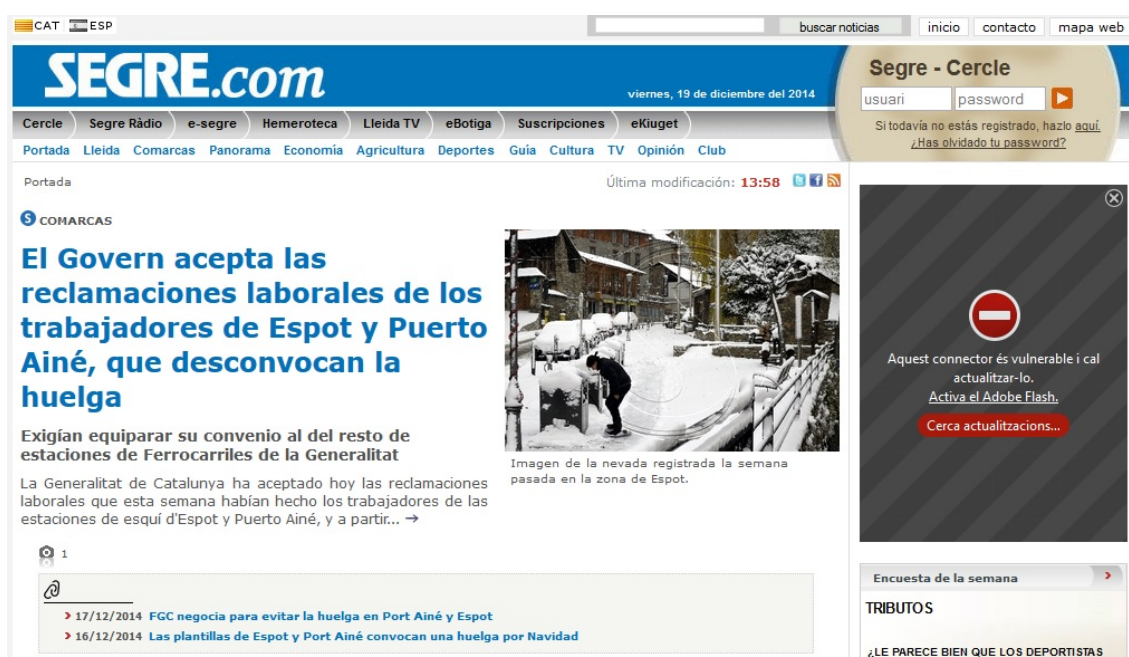 CAT ESP
buscar noticias inicio contacto mapa web
SEGRE.com
viernes, 19 de diciembre del 2014
Segre - Cercle
usuari password
Si todavía no estás registrado, hazlo aquí.
¿Has olvidado tu password?
Cercle Segre Ràdio e-segre Hemeroteca Lleida TV eBotiga Suscripciones eKiuget
Portada Lleida Comarcas Panorama Economía Agricultura Deportes Guía Cultura TV Opinión Club
Portada
Última modificación: 13:58
S COMARCAS
El Govern acepta las
reclamaciones laborales de los
trabajadores de Espot y Puerto
Ainé, que desconvocan la
huelga
Exigían equiparar su convenio al del resto de
estaciones de Ferrocarriles de la Generalitat
La Generalitat de Catalunya ha aceptado hoy las reclamaciones
laborales que esta semana habían hecho los trabajadores de las
estaciones de esquí d'Espot y Puerto Ainé, y a partir... →
Imagen de la nevada registrada la semana
pasada en la zona de Espot.
1
> 17/12/2014 FGC negocia para evitar la huelga en Port Ainé y Espot
> 16/12/2014 Las plantillas de Espot y Port Ainé convocan una huelga por Navidad
Aquest connector és vulnerable i cal
actualitzar-lo.
Activa el Adobe Flash.
Cerca actualitzacions...
Encuesta de la semana
TRIBUTOS
¿LE PARECE BIEN QUE LOS DEPORTISTAS